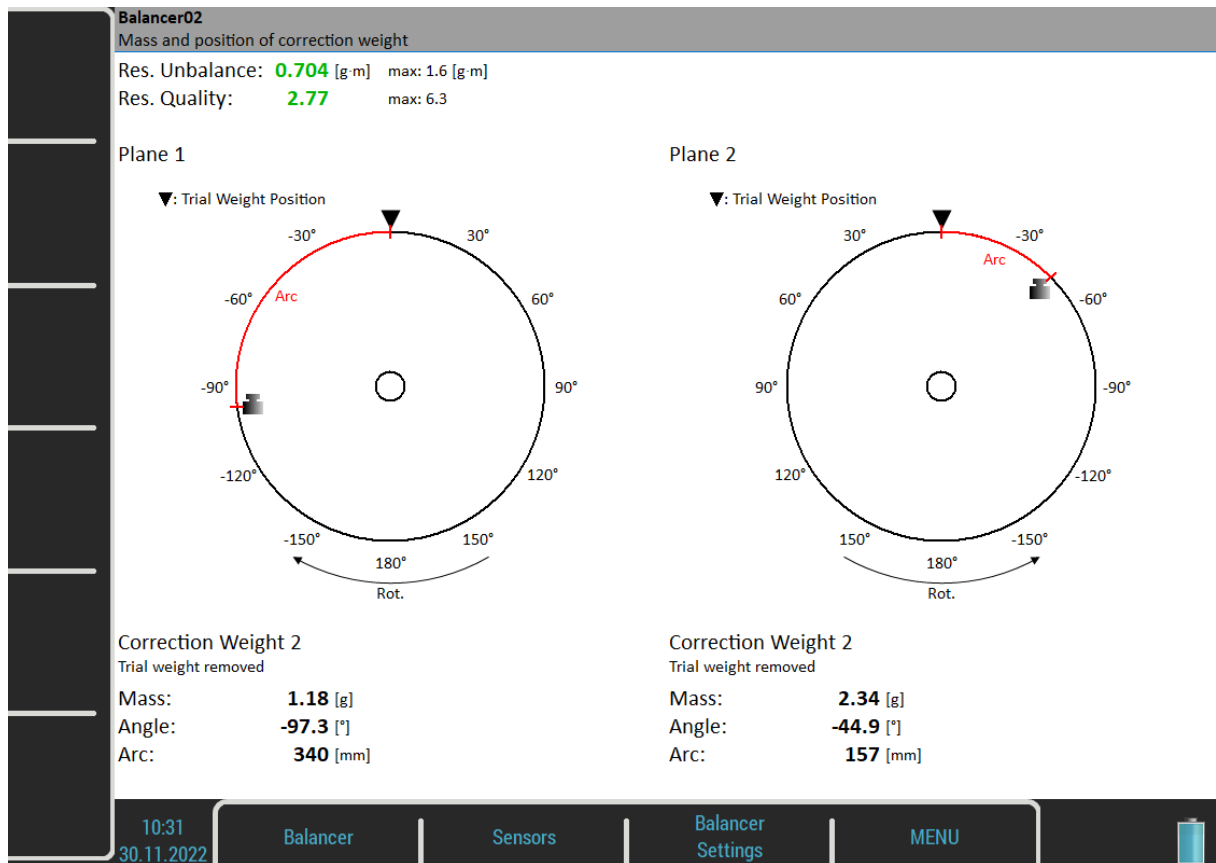 Balancer02
Mass and position of correction weight
Res. Unbalance: 0.704 [g·m] max: 1.6 [g·m]
Res. Quality: 2.77 max: 6.3
Plane 1
▼: Trial Weight Position
-30° 30°
Arc
-60° 60°
-90° 90°
-120° 120°
-150° 150°
180°
Rot.
Correction Weight 2
Trial weight removed
Mass: 1.18 [g]
Angle: -97.3 [°]
Arc: 340 [mm]
Plane 2
▼: Trial Weight Position
30° -30°
Arc
60° -60°
90° -90°
120° -120°
150° -150°
180°
Rot.
Correction Weight 2
Trial weight removed
Mass: 2.34 [g]
Angle: -44.9 [°]
Arc: 157 [mm]
10:31
30.11.2022
Balancer
Sensors
Balancer
Settings
MENU